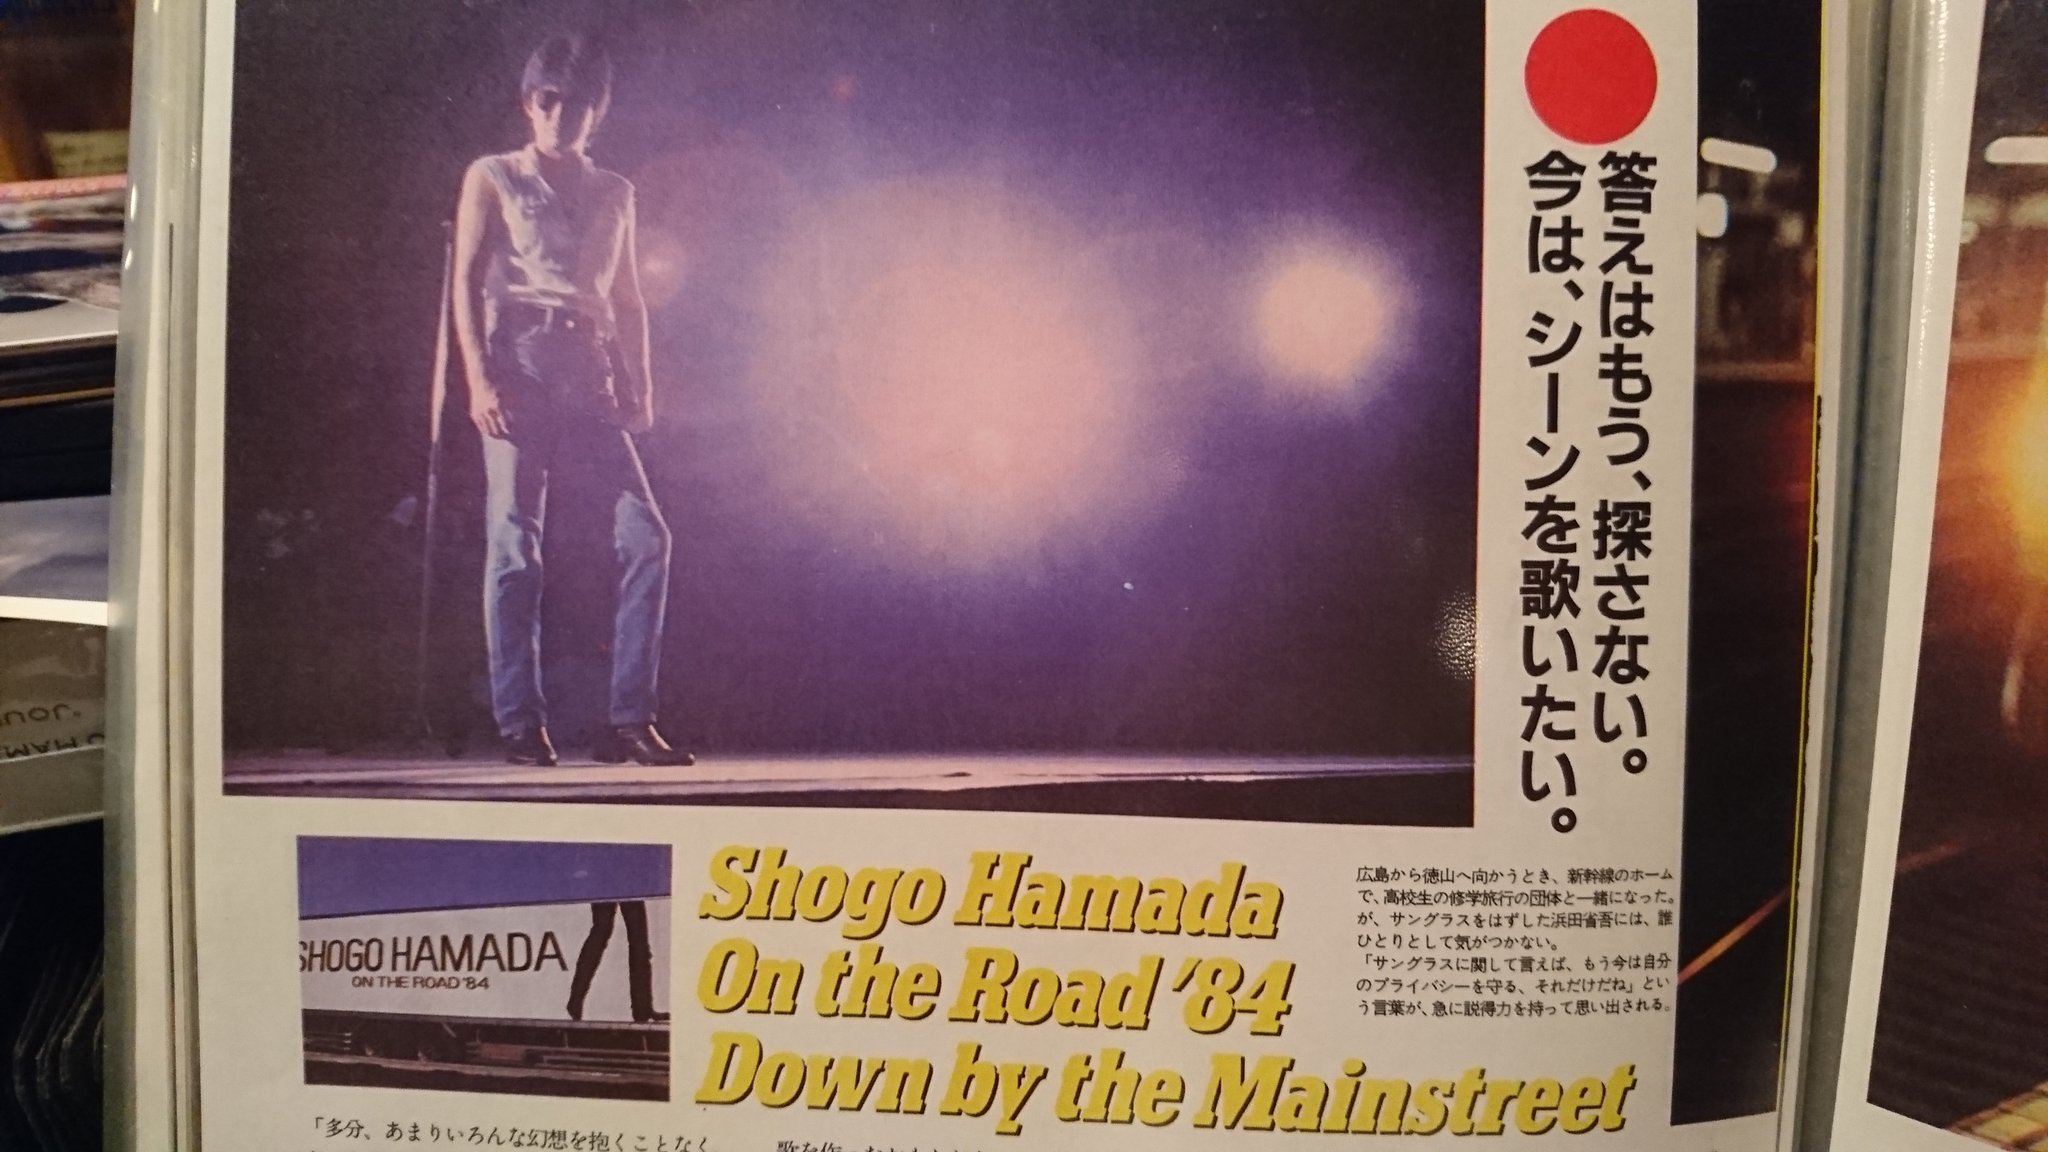 答えはもう、探さない。
今は、シーンを歌いたい。
SHOGO HAMADA
ON THE ROAD '84
Shogo Hamada
On the Road '84
Down by the Mainstreet
広島から徳山へ向かうとき、新幹線のホーム
で、高校生の修学旅行の団体と一緒になった。
が、サングラスをはずした浜田省吾には、誰
ひとりとして気がつかない。
「サングラスに関して言えば、もう今は自分
のプライバシーを守る、それだけだね」とい
う言葉が、急に説得力を持って思い出される。
「多分、あまりいろんな幻想を抱くことなく